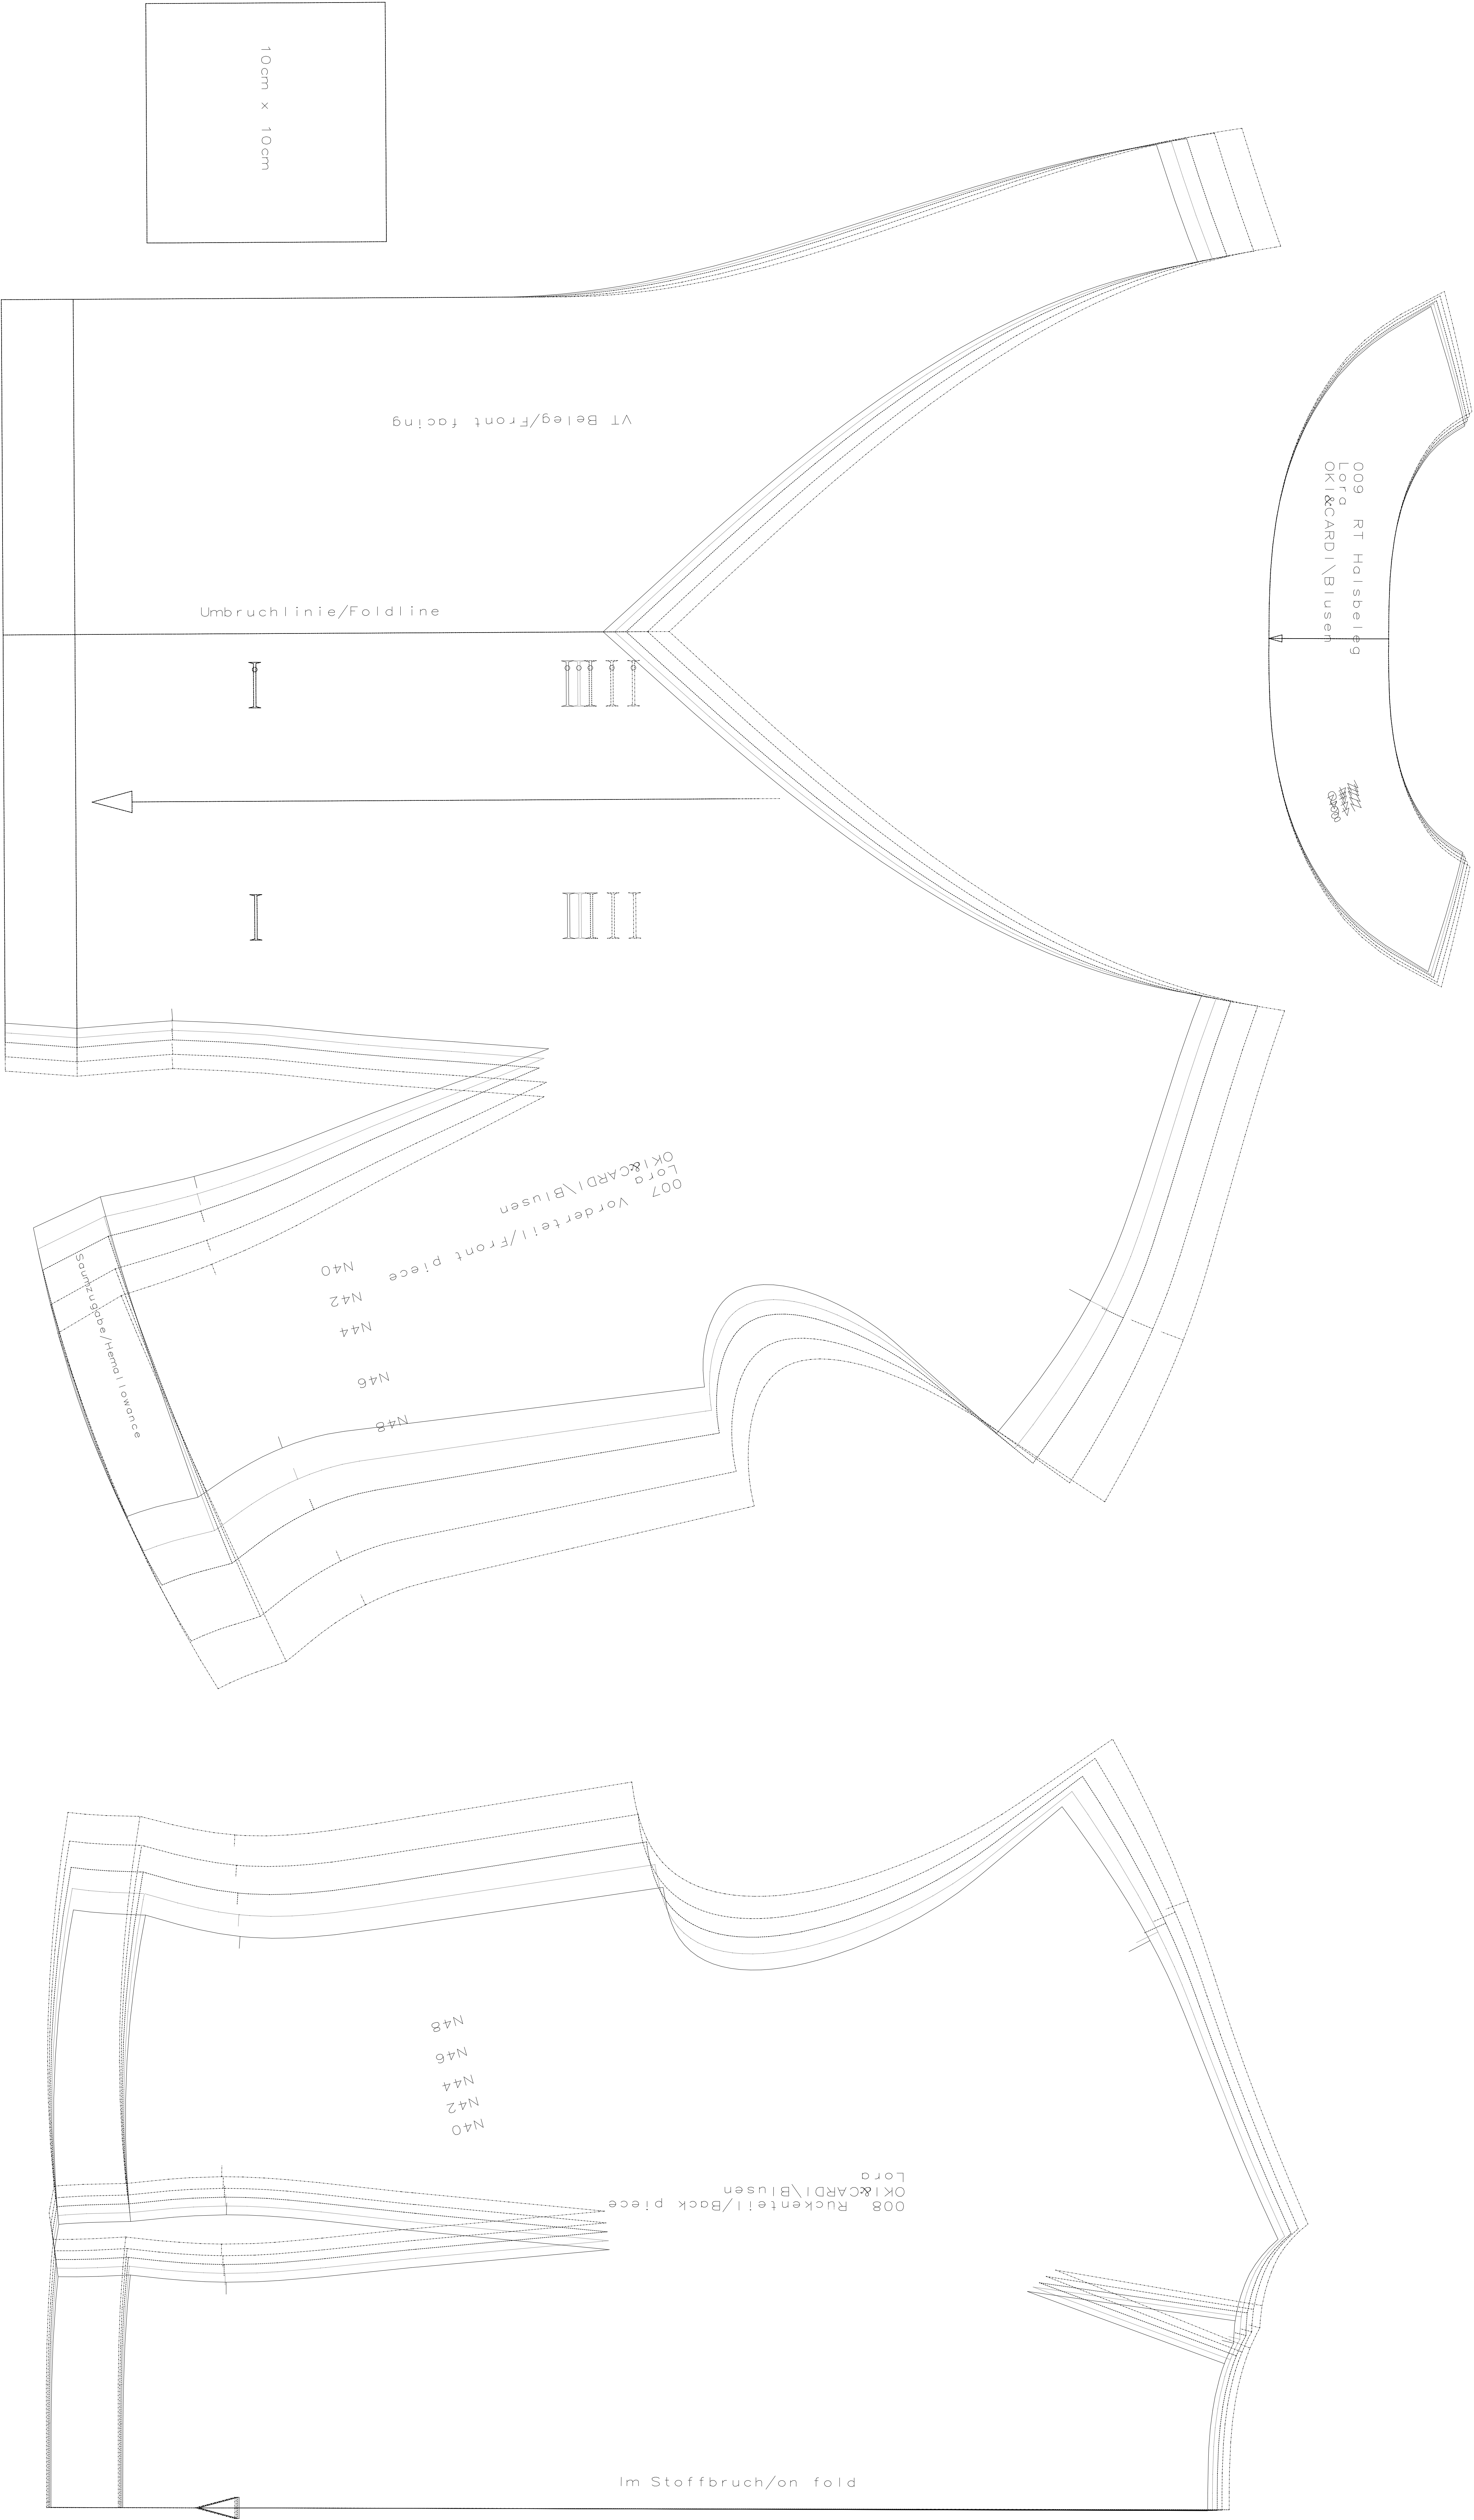 10cm x 10cm
VT Beleg/Front facing
Umbruchlinie/Foldline
009 RT Halsbeleg
Lora
OKI&CARDI\Blusen
007 Vorderteil/Front piece
Lora
OKI&CARDI\Blusen
N40
N42
N44
N46
N48
Saumzugabe/Hemallowance
N48
N46
N44
N42
N40
008 Ruckenteil/Back piece
OKI&CARDI\Blusen
Lora
Im Stoffbruch/on fold